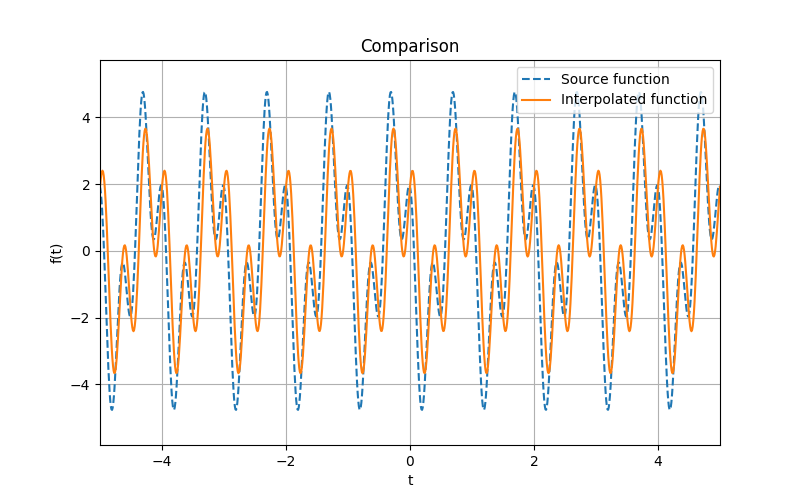 Comparison
Source function
Interpolated function
f(t)
4
2
0
−2
−4
−4
−2
0
2
4
t